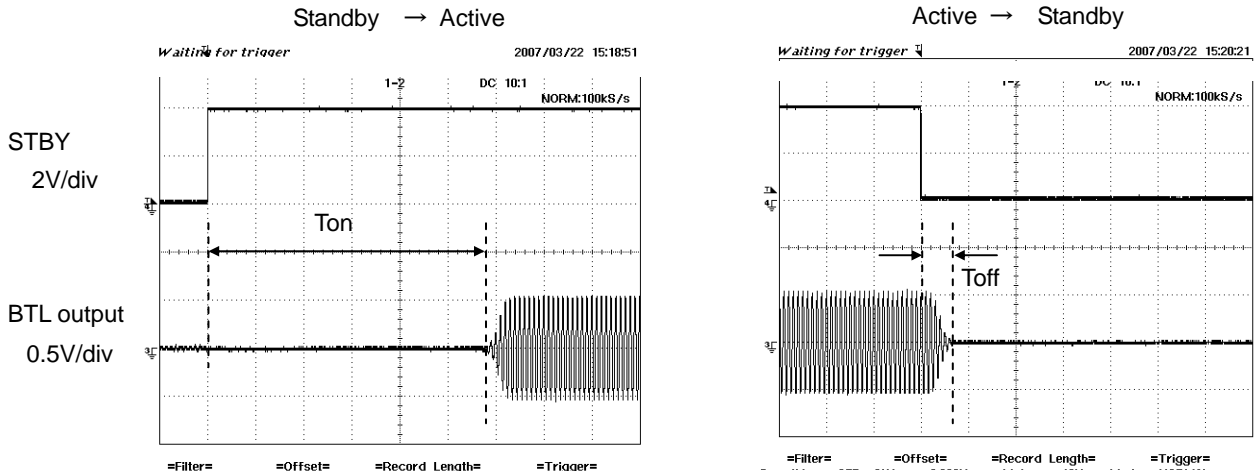 Standby → Active
Waiting for trigger
2007/03/22 15:18:51
1-2
DC 10:1
NORM:100kS/s
STBY
2V/div
Ton
BTL output
0.5V/div
=Filter=
=Offset=
=Record Length=
=Trigger=
Active → Standby
Waiting for trigger
2007/03/22 15:20:21
NORM:100kS/s
Toff
=Filter=
=Offset=
=Record Length=
=Trigger=